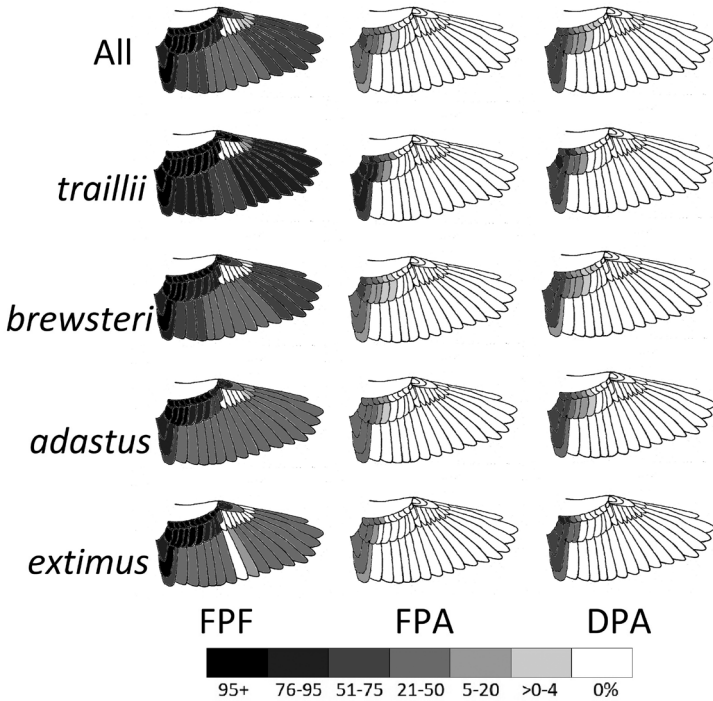 All
traillii
brewsteri
adastus
extimus
FPF FPA DPA
95+ 76-95 51-75 21-50 5-20 >0-4 0%